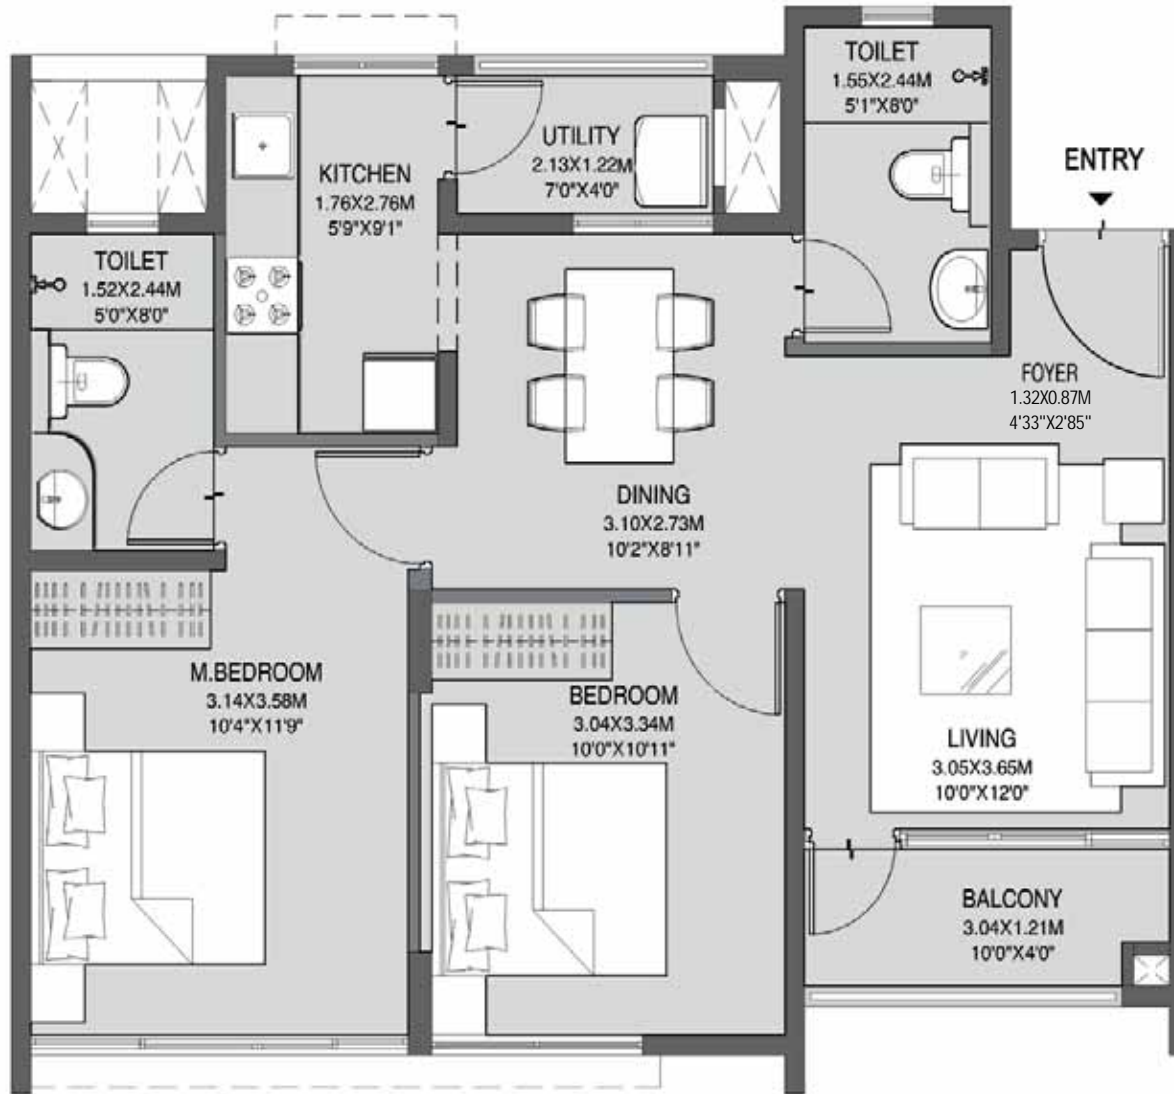 TOILET
1.55X2.44M
5'1"X8'0"
ENTRY
UTILITY
2.13X1.22M
7'0"X4'0"
KITCHEN
1.76X2.76M
5'9"X9'1"
TOILET
1.52X2.44M
5'0"X8'0"
FOYER
1.32X0.87M
4'33"X2'85"
DINING
3.10X2.73M
10'2"X8'11"
M.BEDROOM
3.14X3.58M
10'4"X11'9"
BEDROOM
3.04X3.34M
10'0"X10'11"
LIVING
3.05X3.65M
10'0"X12'0"
BALCONY
3.04X1.21M
10'0"X4'0"